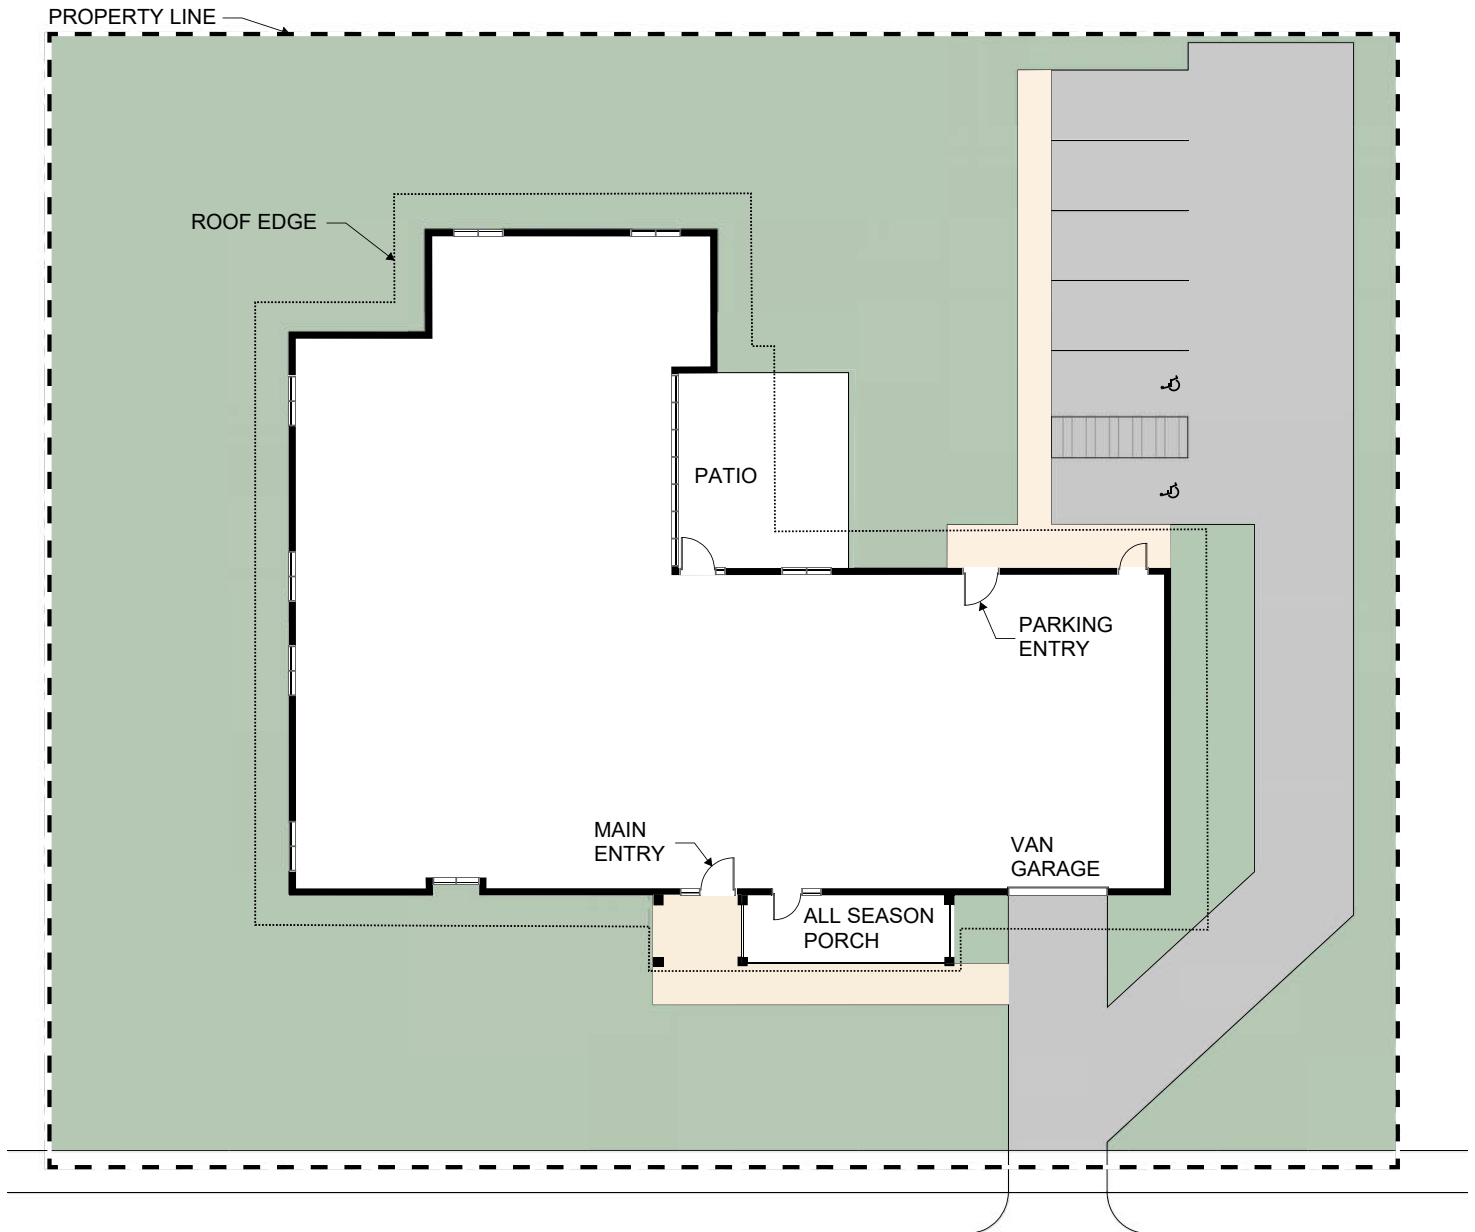 PROPERTY LINE
ROOF EDGE
PATIO
PARKING
ENTRY
MAIN
ENTRY
VAN
GARAGE
ALL SEASON
PORCH